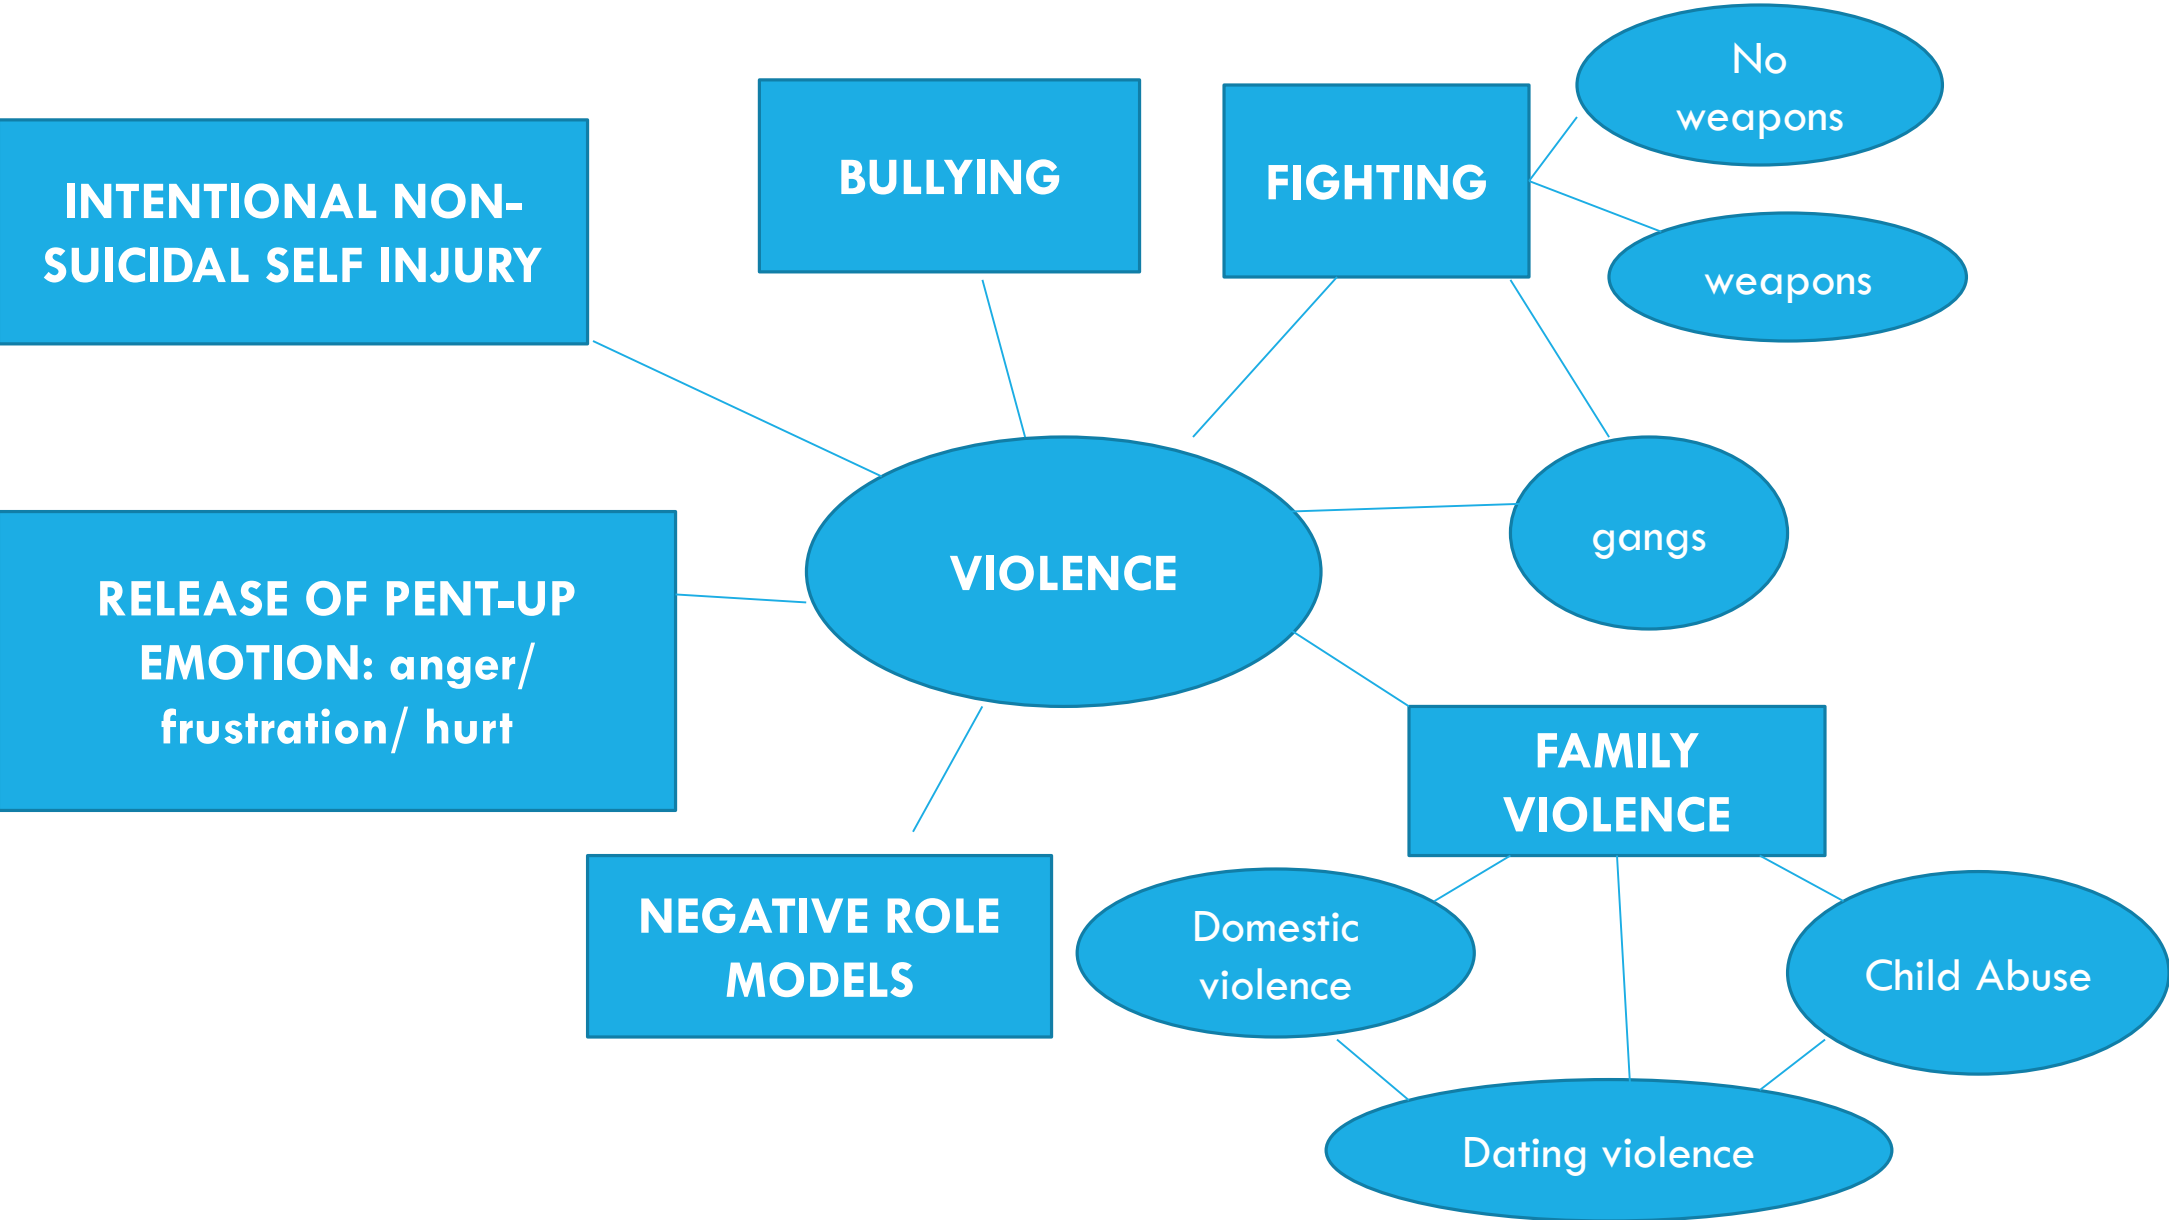 No
weapons
BULLYING
FIGHTING
INTENTIONAL NON-
SUICIDAL SELF INJURY
weapons
gangs
VIOLENCE
RELEASE OF PENT-UP
EMOTION: anger/
frustration/ hurt
FAMILY
VIOLENCE
NEGATIVE ROLE
MODELS
Domestic
violence
Child Abuse
Dating violence